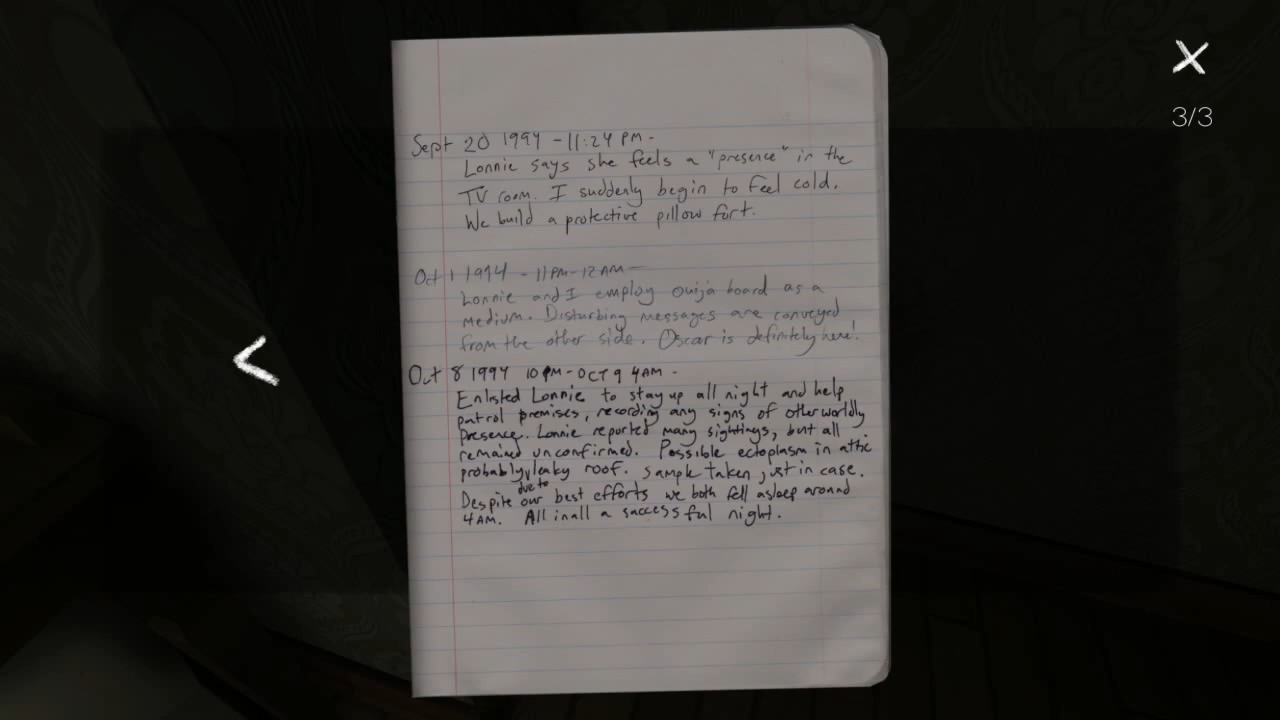 3/3
Sept 20 1994 - 11:24 PM -
Lonnie says she feels a "presence" in the
TV room. I suddenly begin to feel cold.
We build a protective pillow fort.
Oct 1 1994 - 11PM-12AM -
Lonnie and I employ ouija board as a
medium. Disturbing messages are conveyed
from the other side. Oscar is definitely here!
Oct 8 1994 10PM - OCT 9 4AM -
Enlisted Lonnie to stay up all night and help
patrol premises, recording any signs of otherworldly
presence. Lonnie reported many sightings, but all
remained unconfirmed. Possible ectoplasm in attic
probably due to leaky roof. Sample taken just in case.
Despite our best efforts we both fell asleep around
4AM. All in all a successful night.